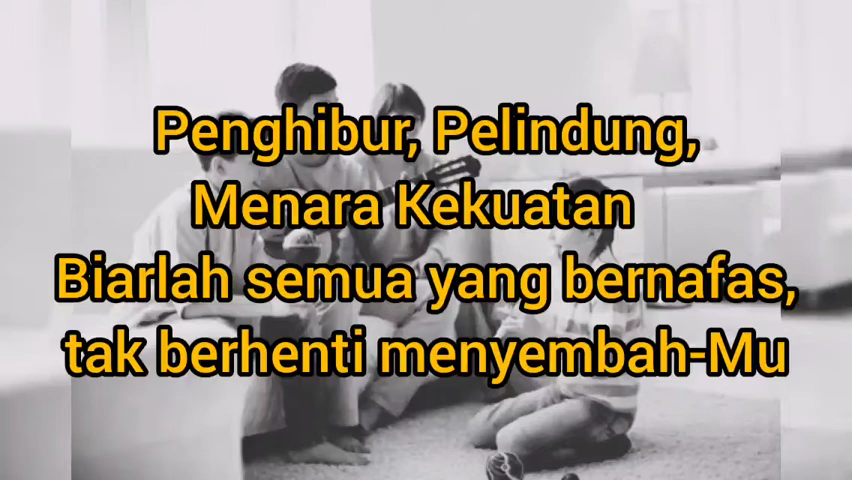 Penghibur, Pelindung,
Menara Kekuatan
Biarlah semua yang bernafas,
tak berhenti menyembah-Mu